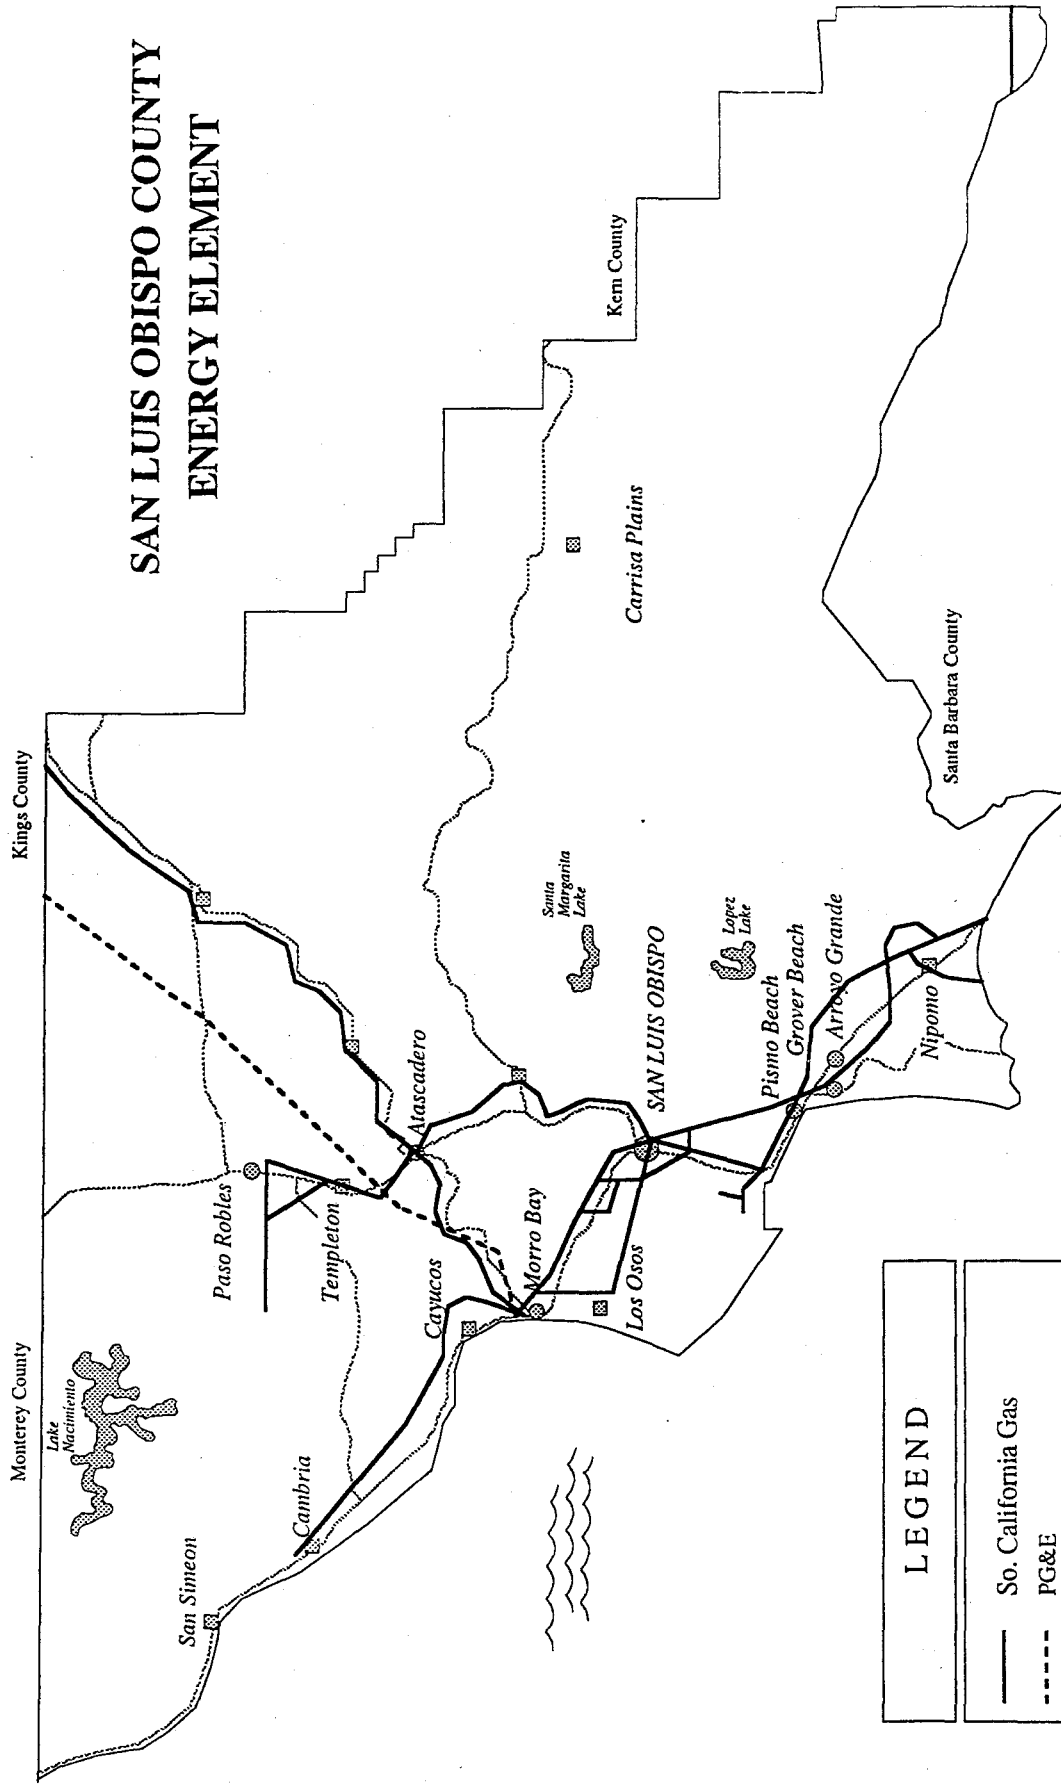 SAN LUIS OBISPO COUNTY
ENERGY ELEMENT
Monterey County
Kings County
Lake
Nacimiento
San Simeon
Paso Robles
Cambria
Templeton
Atascadero
Cayucos
Morro Bay
Los Osos
Santa
Margarita
Lake
Kern County
Carrisa Plains
SAN LUIS OBISPO
Lopez
Lake
Pismo Beach
Grover Beach
Arroyo Grande
Nipomo
Santa Barbara County
LEGEND
So. California Gas
PG&E